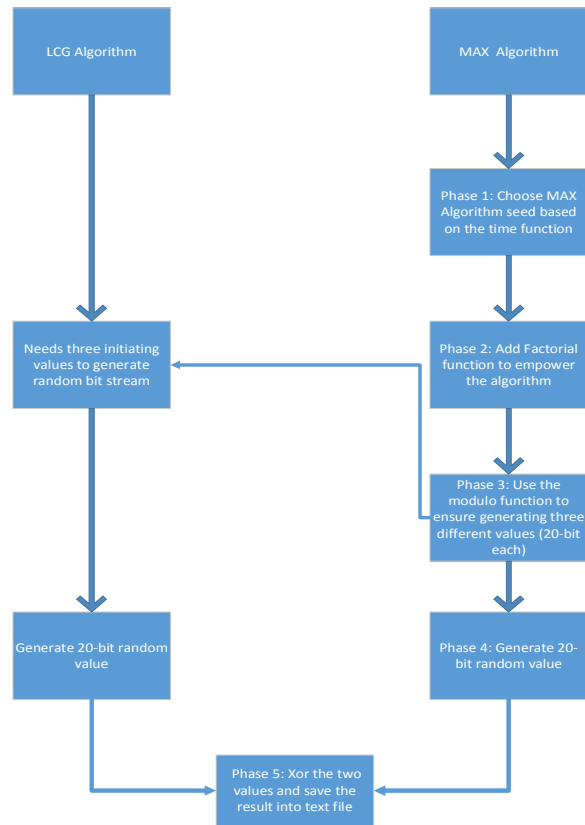 LCG Algorithm
MAX Algorithm
Phase 1: Choose MAX
Algorithm seed based
on the time function
Needs three initiating
values to generate
random bit stream
Phase 2: Add Factorial
function to empower
the algorithm
Phase 3: Use the
modulo function to
ensure generating three
different values (20-bit
each)
Generate 20-bit random
value
Phase 4: Generate 20-
bit random value
Phase 5: Xor the two
values and save the
result into text file